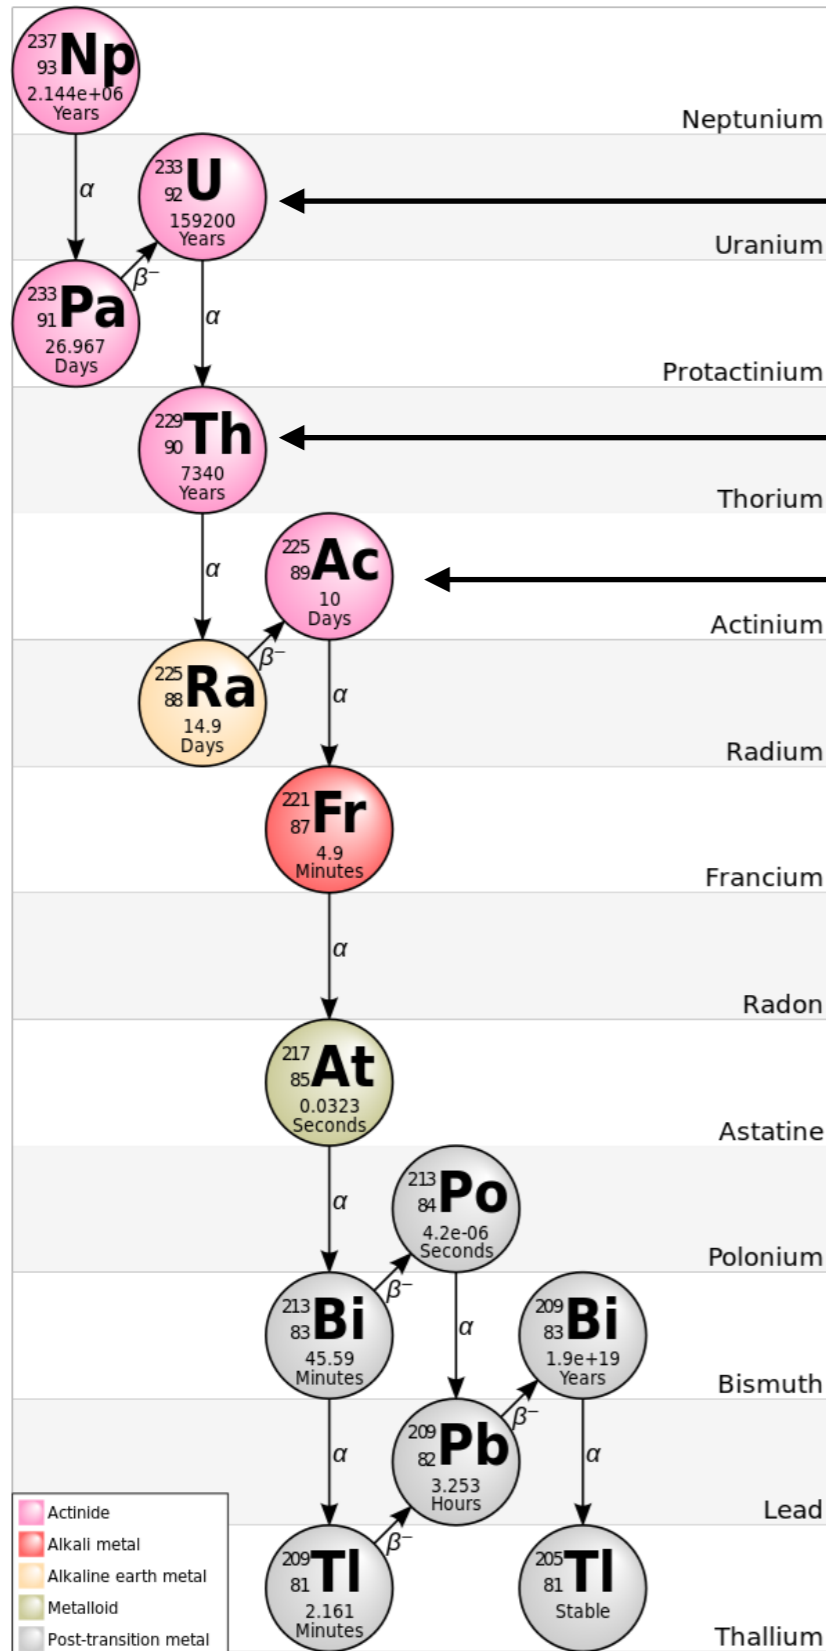 237
93 Np
2.144e+06
Years
Neptunium
α
233
92 U
159200
Years
Uranium
β⁻
233
91 Pa
26.967
Days
α
Protactinium
229
90 Th
7340
Years
Thorium
α
225
89 Ac
10
Days
Actinium
β⁻
225
88 Ra
14.9
Days
α
Radium
221
87 Fr
4.9
Minutes
Francium
α
Radon
217
85 At
0.0323
Seconds
Astatine
α
213
84 Po
4.2e-06
Seconds
Polonium
β⁻
213
83 Bi
45.59
Minutes
α
209
83 Bi
1.9e+19
Years
Bismuth
β⁻
α
209
82 Pb
3.253
Hours
α
Lead
β⁻
209
81 Tl
2.161
Minutes
205
81 Tl
Stable
Thallium
Actinide
Alkali metal
Alkaline earth metal
Metalloid
Post-transition metal